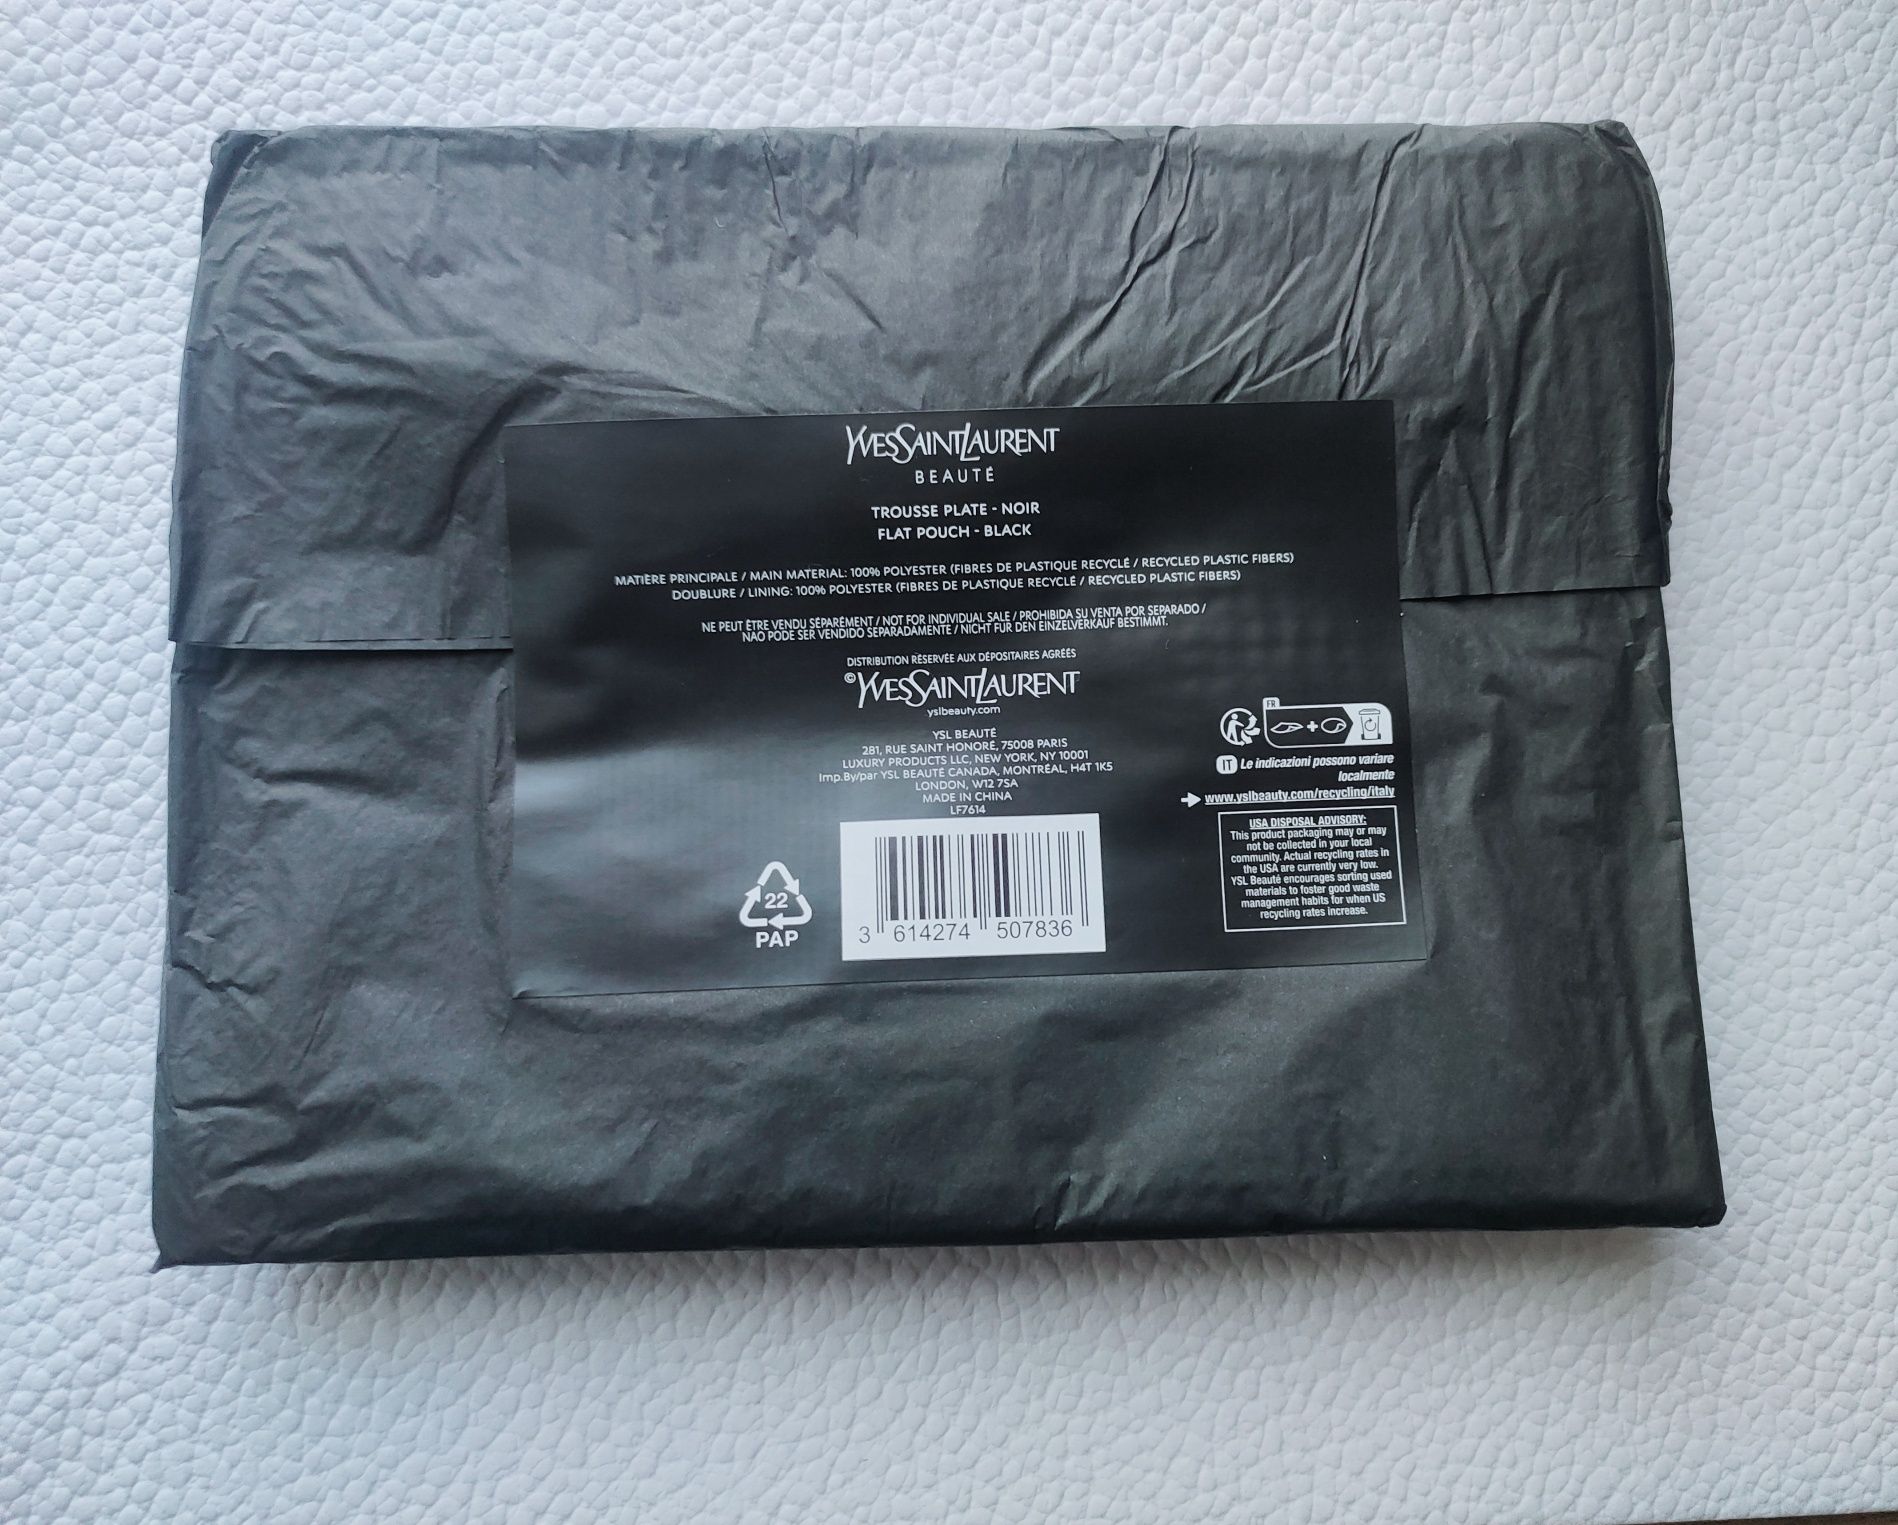 YVESSAINTLAURENT
BEAUTÉ
TROUSSE PLATE - NOIR
FLAT POUCH - BLACK
MATIÈRE PRINCIPALE / MAIN MATERIAL: 100% POLYESTER (FIBRES DE PLASTIQUE RECYCLÉ / RECYCLED PLASTIC FIBERS)
DOUBLURE / LINING: 100% POLYESTER (FIBRES DE PLASTIQUE RECYCLÉ / RECYCLED PLASTIC FIBERS)
NE PEUT ÊTRE VENDU SÉPARÉMENT / NOT FOR INDIVIDUAL SALE / PROHIBIDA SU VENTA POR SEPARADO /
NÃO PODE SER VENDIDO SEPARADAMENTE / NICHT FÜR DEN EINZELVERKAUF BESTIMMT.
DISTRIBUTION RÉSERVÉE AUX DÉPOSITAIRES AGRÉÉS
©YVESSAINTLAURENT
yslbeauty.com
YSL BEAUTÉ
281, RUE SAINT HONORÉ, 75008 PARIS
LUXURY PRODUCTS LLC, NEW YORK, NY 10001
Imp.By/par YSL BEAUTÉ CANADA, MONTRÉAL, H4T 1K5
LONDON, W12 7SA
MADE IN CHINA
LF7614
22
PAP
3 614274 507836
FR
IT Le indicazioni possono variare
localmente
www.yslbeauty.com/recycling/italy
USA DISPOSAL ADVISORY:
This product packaging may or may
not be collected in your local
community. Actual recycling rates in
the USA are currently very low.
YSL Beauté encourages sorting used
materials to foster good waste
management habits for when US
recycling rates increase.